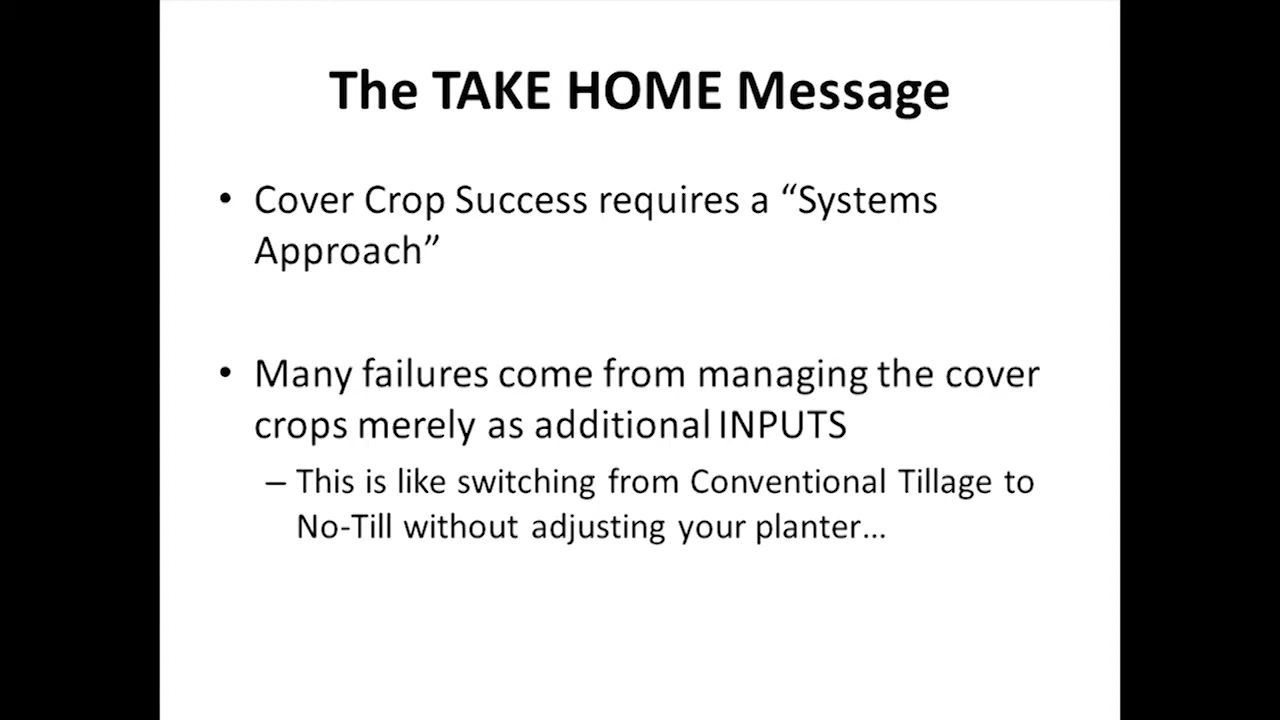 The TAKE HOME Message
• Cover Crop Success requires a “Systems
Approach”
• Many failures come from managing the cover
crops merely as additional INPUTS
– This is like switching from Conventional Tillage to
No-Till without adjusting your planter…